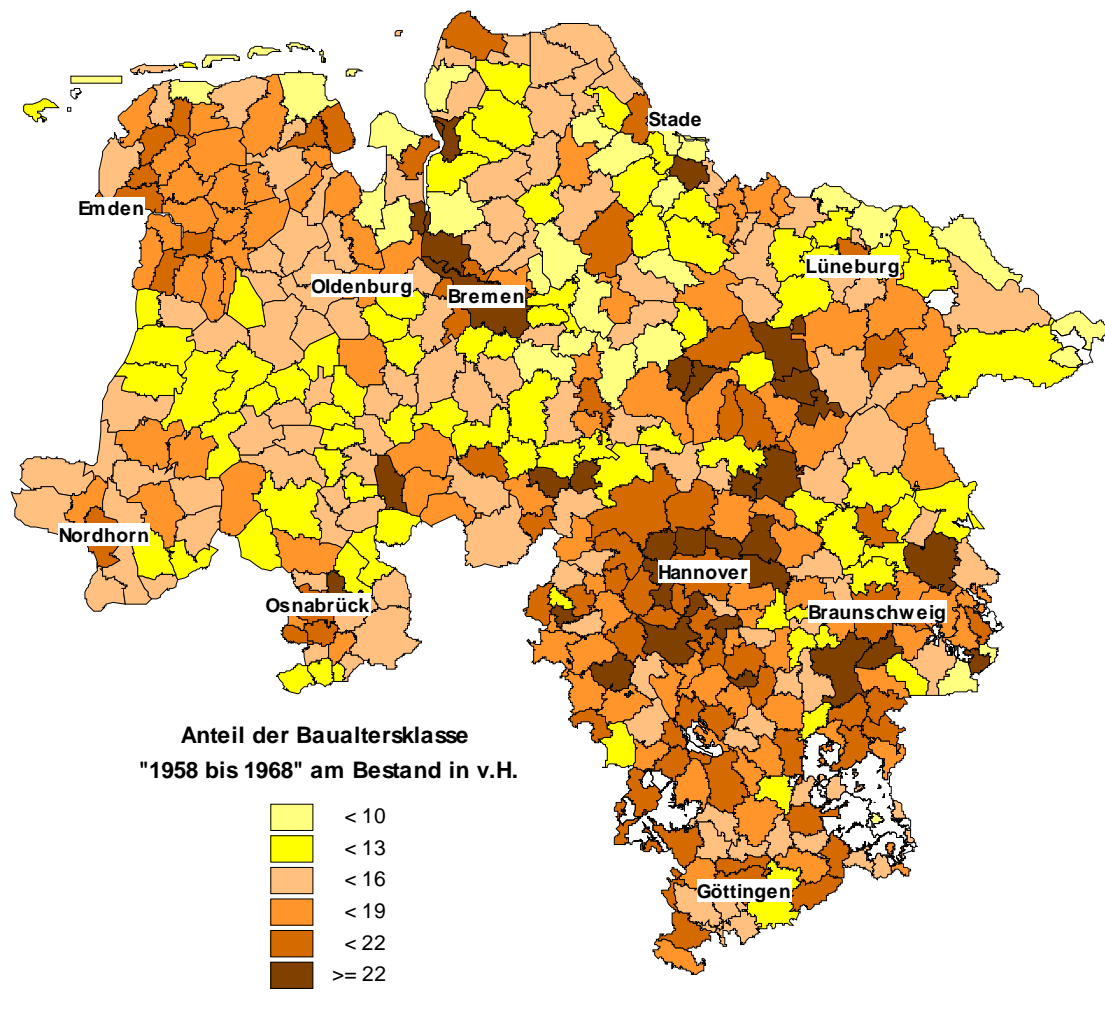 Stade
Emden
Lüneburg
Oldenburg
Bremen
Nordhorn
Hannover
Osnabrück
Braunschweig
Göttingen
Anteil der Baualtersklasse
"1958 bis 1968" am Bestand in v.H.
< 10
< 13
< 16
< 19
< 22
>= 22